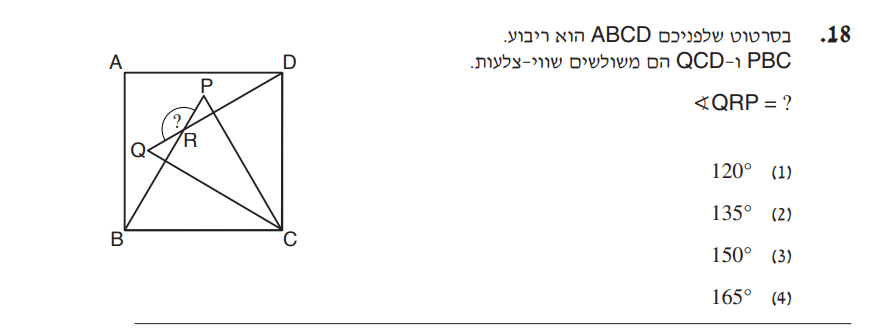 .18 בסרטוט שלפניכם ABCD הוא ריבוע.
PBC ו-QCD הם משולשים שווי-צלעות.
∢QRP = ?
(1) 120°
(2) 135°
(3) 150°
(4) 165°
A D
P
?
R
Q
B C